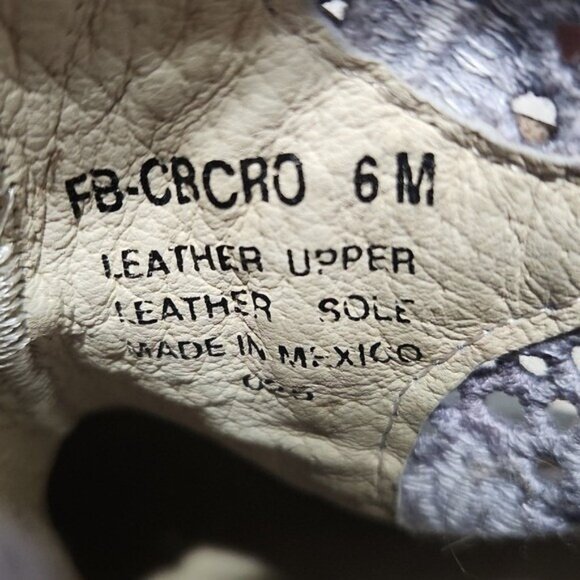 FB-CBCRO 6 M
LEATHER UPPER
LEATHER SOLE
MADE IN MEXICO